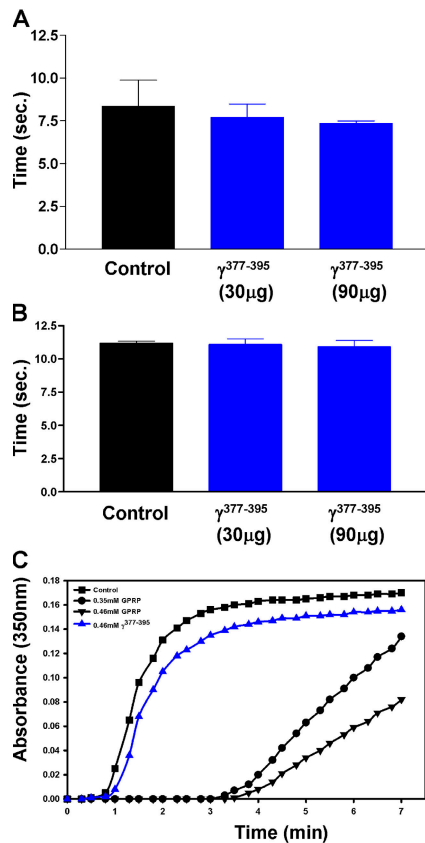 A
Time (sec.)
12.5
10.0
7.5
5.0
2.5
0.0
Control
γ377-395
(30μg)
γ377-395
(90μg)
B
Time (sec.)
12.5
10.0
7.5
5.0
2.5
0.0
Control
γ377-395
(30μg)
γ377-395
(90μg)
C
Absorbance (350nm)
0.18
0.16
0.14
0.12
0.10
0.08
0.06
0.04
0.02
0.00
Control
0.35mM GPRP
0.46mM GPRP
0.46mM γ377-395
0 1 2 3 4 5 6 7
Time (min)